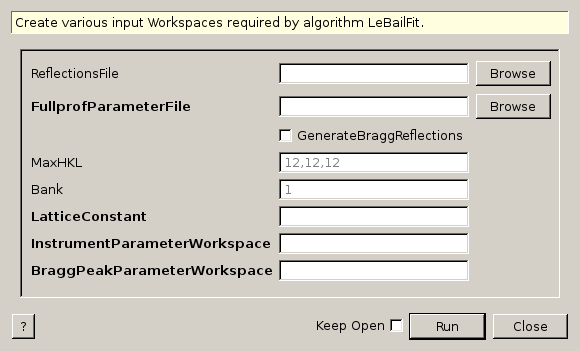 Create various input Workspaces required by algorithm LeBailFit.
ReflectionsFile Browse
FullprofParameterFile Browse
GenerateBraggReflections
MaxHKL 12,12,12
Bank 1
LatticeConstant
InstrumentParameterWorkspace
BraggPeakParameterWorkspace
? Keep Open Run Close